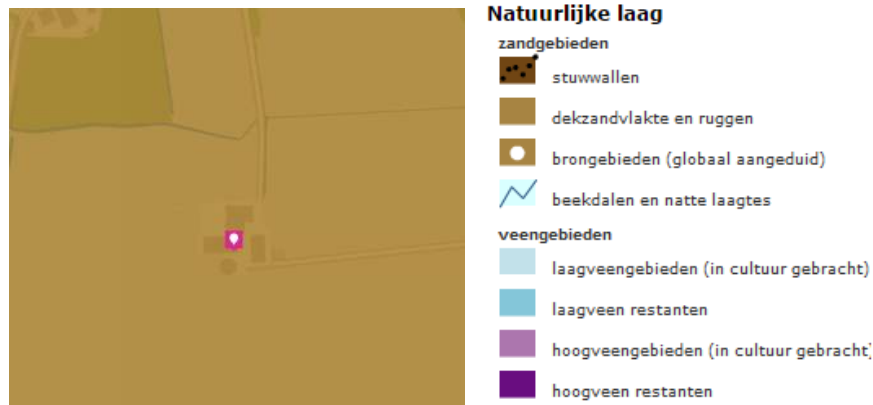 Natuurlijke laag
zandgebieden
stuwwallen
dekzandvlakte en ruggen
brongebieden (globaal aangeduid)
beekdalen en natte laagtes
veengebieden
laagveengebieden (in cultuur gebracht)
laagveen restanten
hoogveengebieden (in cultuur gebracht)
hoogveen restanten